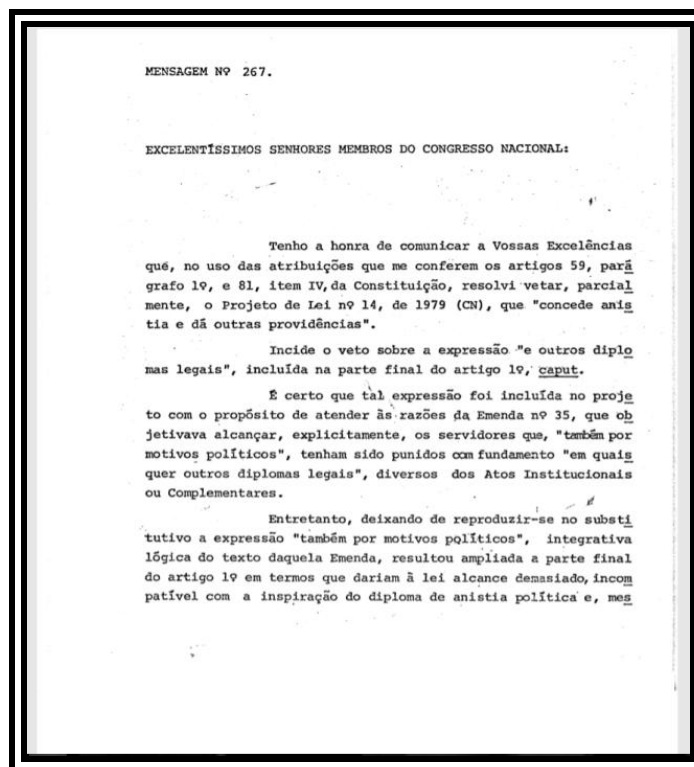 MENSAGEM Nº 267.
EXCELENTÍSSIMOS SENHORES MEMBROS DO CONGRESSO NACIONAL:
Tenho a honra de comunicar a Vossas Excelências
que, no uso das atribuições que me conferem os artigos 59, pará
grafo 1º, e 81, item IV, da Constituição, resolvi vetar, parcial
mente, o Projeto de Lei nº 14, de 1979 (CN), que "concede anis
tia e dá outras providências".
Incide o veto sobre a expressão "e outros diplo
mas legais", incluída na parte final do artigo 1º, caput.
É certo que tal expressão foi incluída no proje
to com o propósito de atender às razões da Emenda nº 35, que ob
jetivava alcançar, explicitamente, os servidores que, "também por
motivos políticos", tenham sido punidos com fundamento "em quais
quer outros diplomas legais", diversos dos Atos Institucionais
ou Complementares.
Entretanto, deixando de reproduzir-se no substi
tutivo a expressão "também por motivos políticos", integrativa
lógica do texto daquela Emenda, resultou ampliada a parte final
do artigo 1º em termos que dariam à lei alcance demasiado, incom
patível com a inspiração do diploma de anistia política e, mes